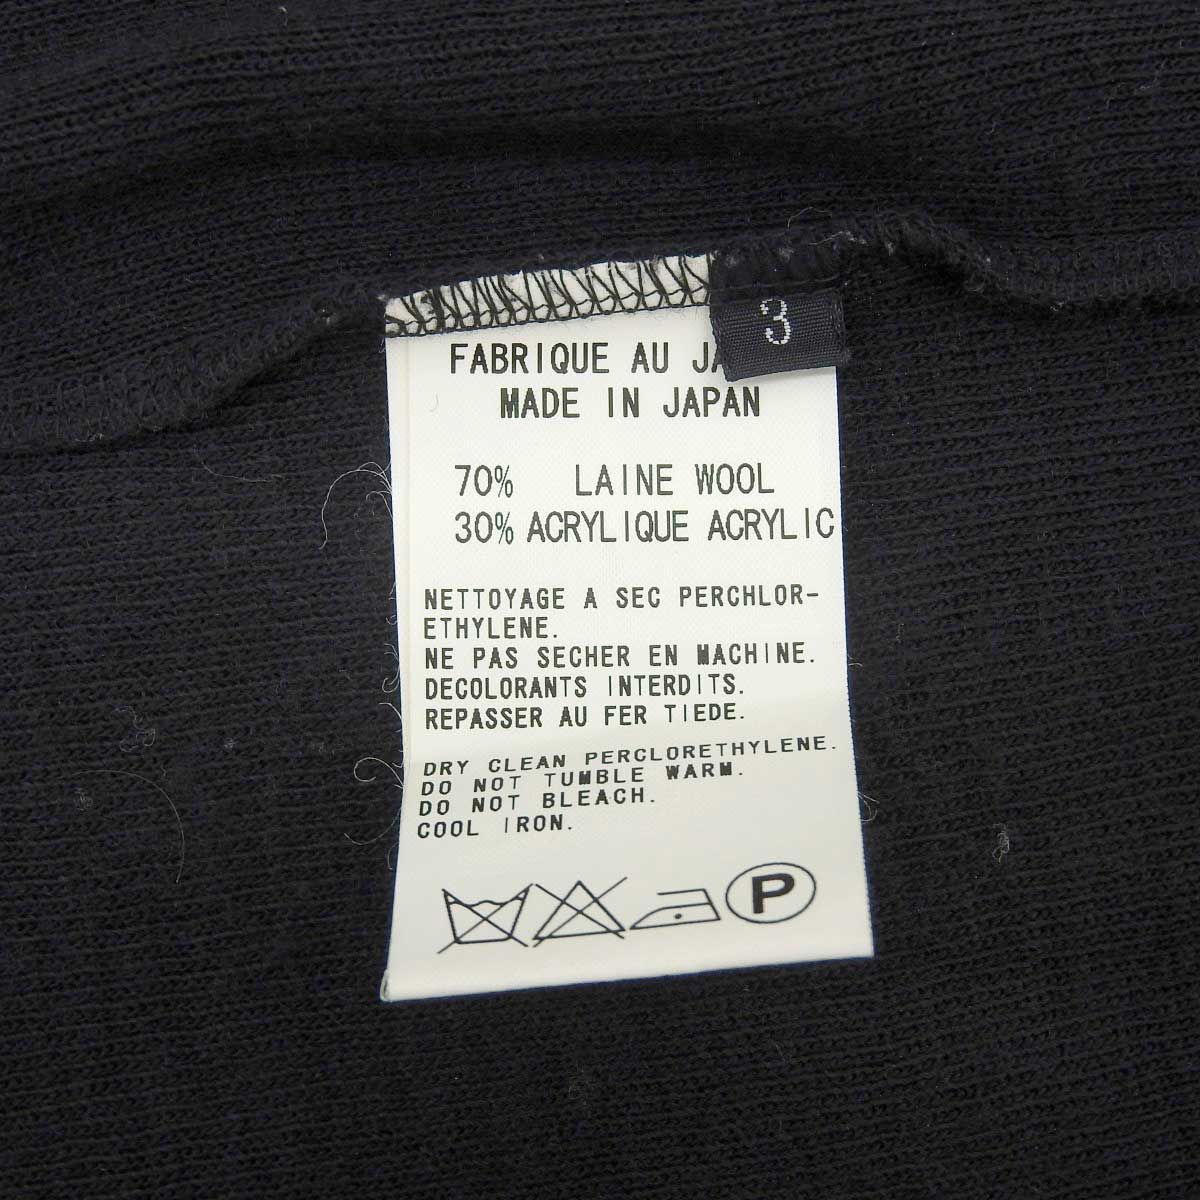 3
FABRIQUE AU
MADE IN JAPAN
70% LAINE WOOL
30% ACRYLIQUE ACRYLIC
NETTOYAGE A SEC PERCHLOR-
ETHYLENE.
NE PAS SECHER EN MACHINE.
DECOLORANTS INTERDITS.
REPASSER AU FER TIEDE.
DRY CLEAN PERCLORETHYLENE.
DO NOT TUMBLE WARM.
DO NOT BLEACH.
COOL IRON.
P